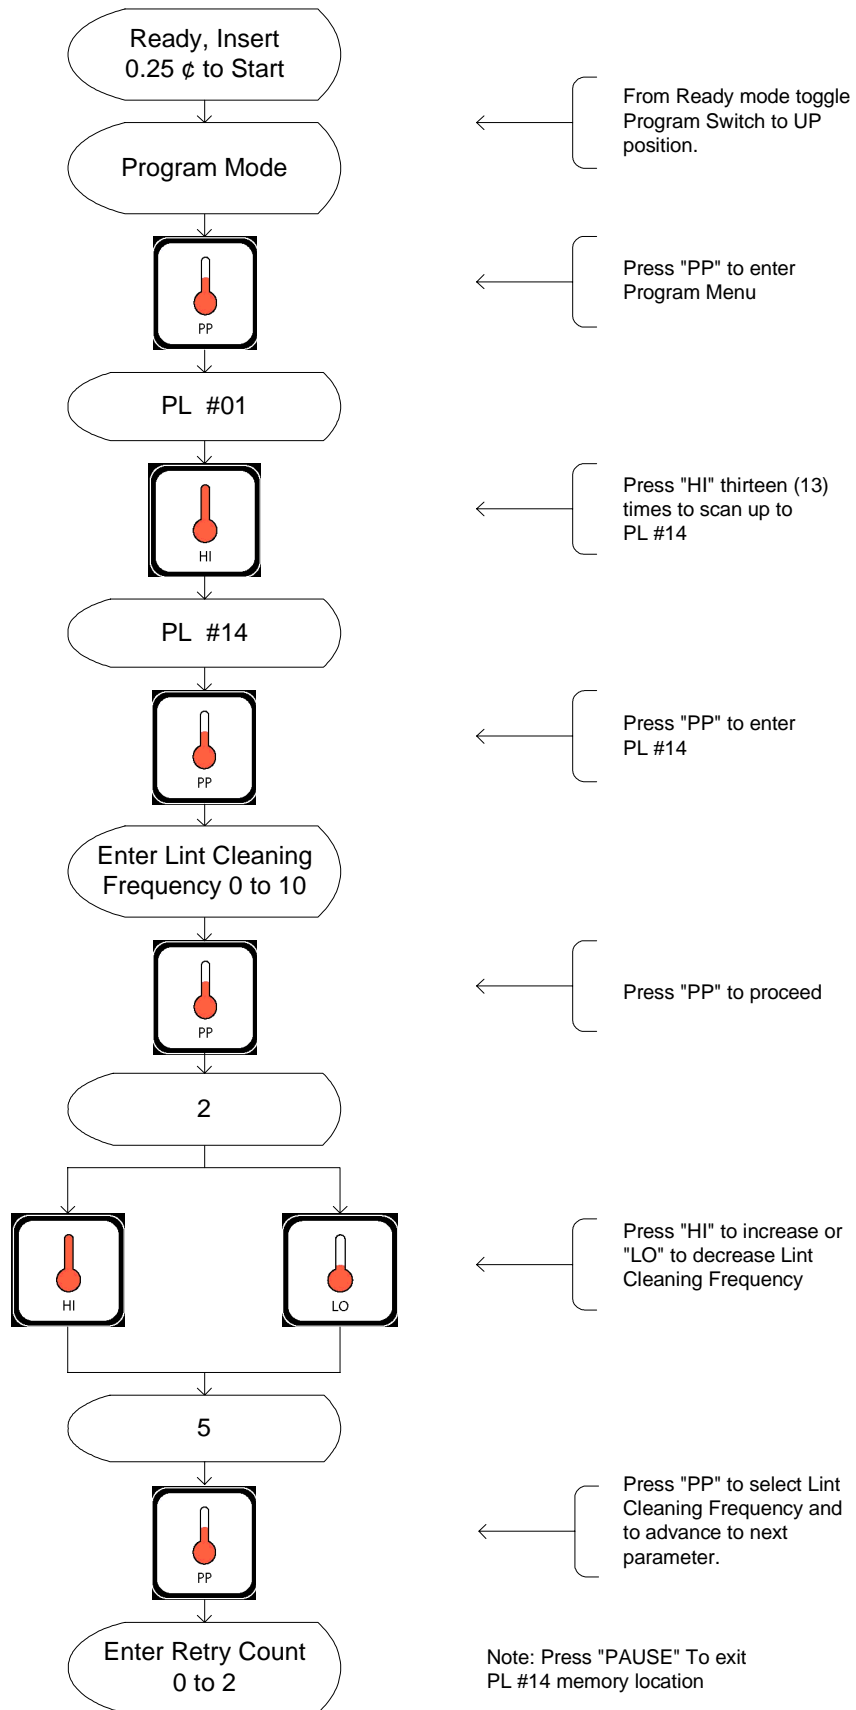 Ready, Insert
0.25 ¢ to Start
From Ready mode toggle
Program Switch to UP
position.
Program Mode
Press "PP" to enter
Program Menu
PP
PL #01
Press "HI" thirteen (13)
times to scan up to
PL #14
HI
PL #14
Press "PP" to enter
PL #14
PP
Enter Lint Cleaning
Frequency 0 to 10
Press "PP" to proceed
PP
2
Press "HI" to increase or
"LO" to decrease Lint
Cleaning Frequency
HI
LO
5
Press "PP" to select Lint
Cleaning Frequency and
to advance to next
parameter.
PP
Enter Retry Count
0 to 2
Note: Press "PAUSE" To exit
PL #14 memory location